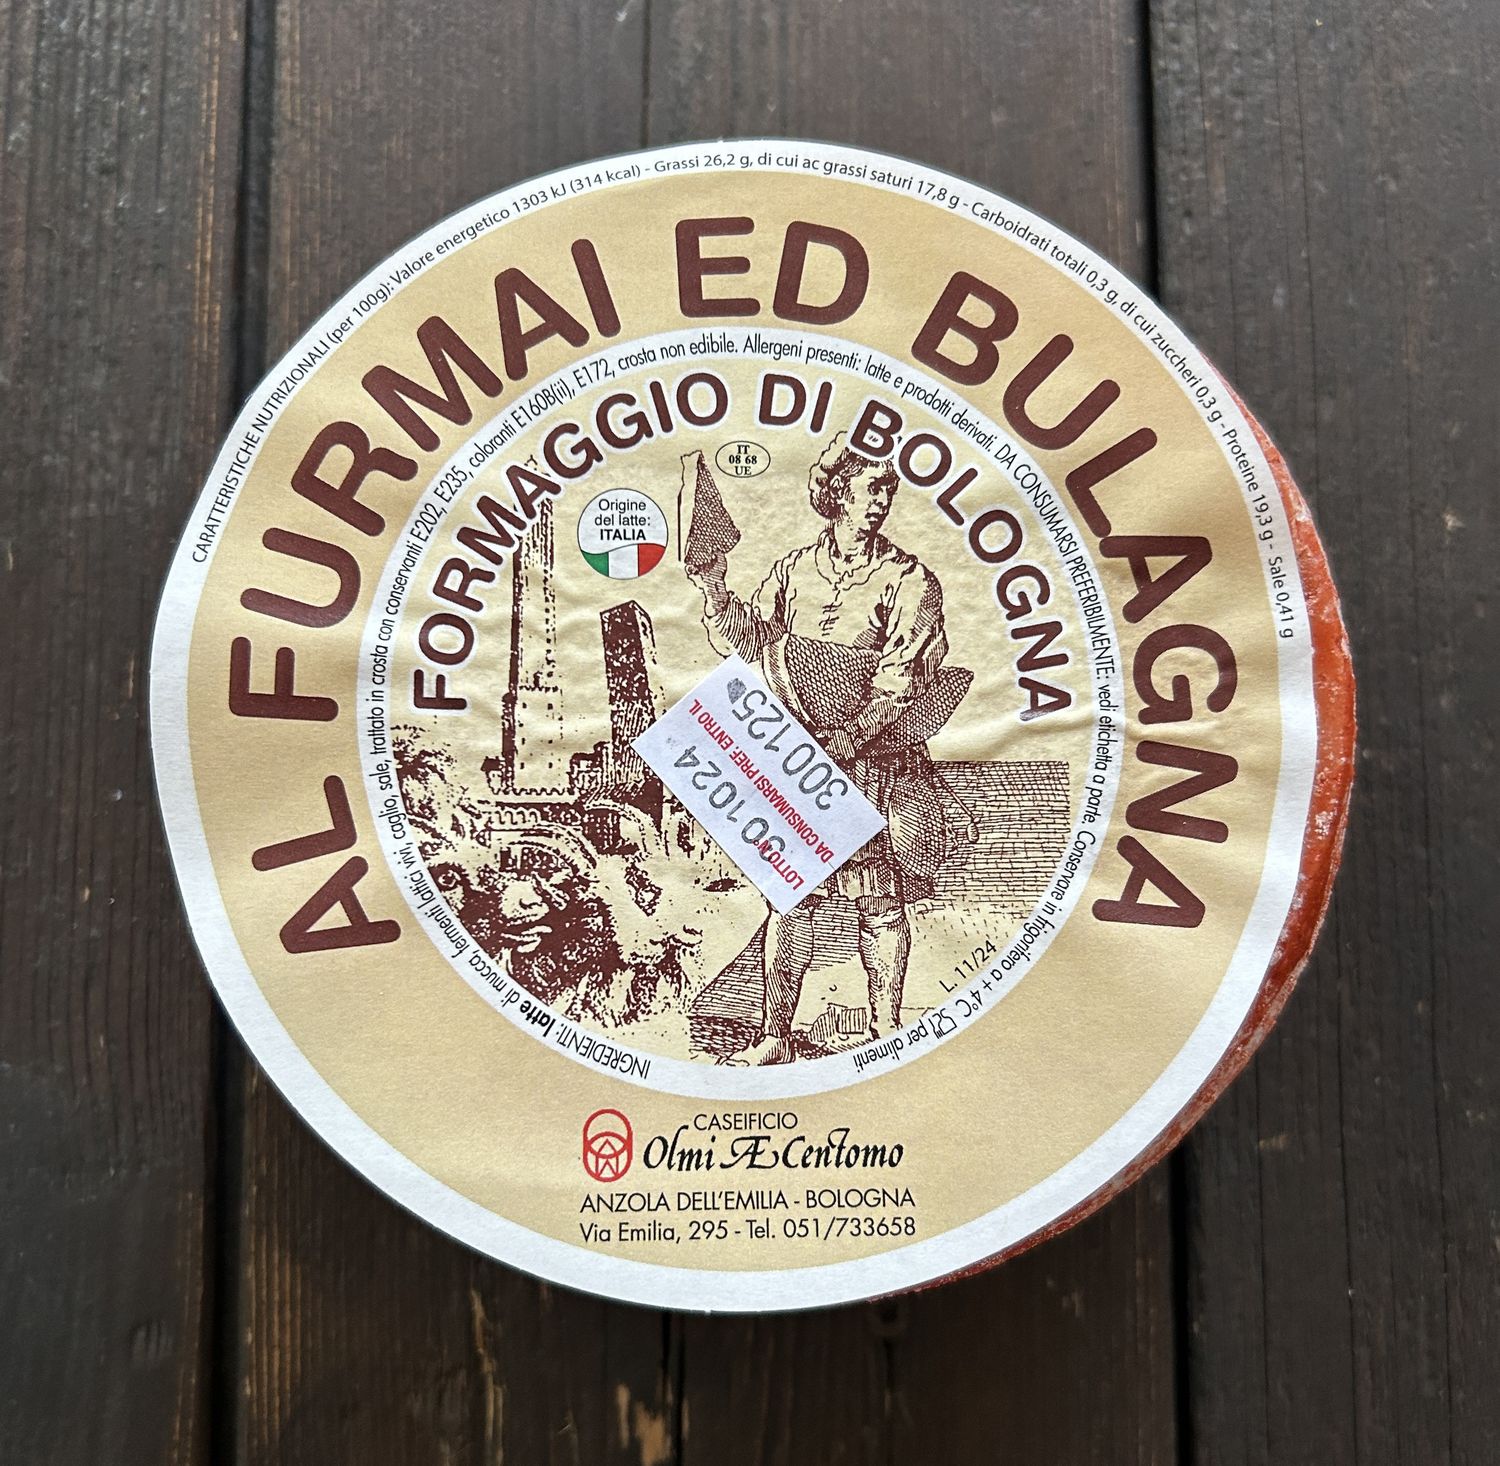 CARATTERISTICHE NUTRIZIONALI (per 100g): Valore energetico 1303 kJ (314 kcal) - Grassi 26,2 g, di cui ac grassi saturi 17,8 g - Carboidrati totali 0,3 g, di cui zuccheri 0,3 g - Proteine 19,3 g - Sale 0,41 g
AL FURMAI ED BULAGNA
INGREDIENTI: latte di mucca, fermenti lattici vivi, caglio, sale, trattato in crosta con conservanti E202, E235, coloranti E160B(ii), E172, crosta non edibile. Allergeni presenti: latte e prodotti derivati. DA CONSUMARSI PREFERIBILMENTE: vedi etichetta a parte. Conservare in frigorifero a + 4°C per alimenti
FORMAGGIO DI BOLOGNA
IT
08 68
UE
Origine
del latte:
ITALIA
LOTTO N°
301024
DA CONSUMARSI PREF. ENTRO IL
300125
L. 11/24
CASEIFICIO
Olmi Æ Centomo
ANZOLA DELL'EMILIA - BOLOGNA
Via Emilia, 295 - Tel. 051/733658